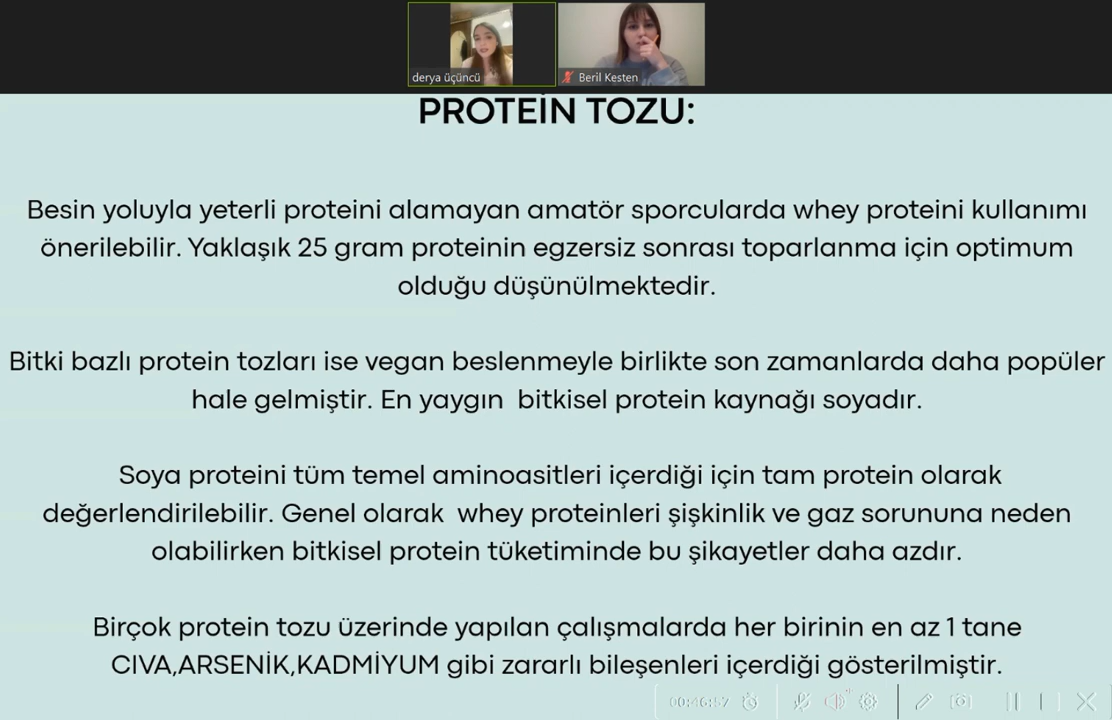 derya üçüncü
Beril Kesten
PROTEİN TOZU:
Besin yoluyla yeterli proteini alamayan amatör sporcularda whey proteini kullanımı
önerilebilir. Yaklaşık 25 gram proteinin egzersiz sonrası toparlanma için optimum
olduğu düşünülmektedir.
Bitki bazlı protein tozları ise vegan beslenmeyle birlikte son zamanlarda daha popüler
hale gelmiştir. En yaygın  bitkisel protein kaynağı soyadır.
Soya proteini tüm temel aminoasitleri içerdiği için tam protein olarak
değerlendirilebilir. Genel olarak  whey proteinleri şişkinlik ve gaz sorununa neden
olabilirken bitkisel protein tüketiminde bu şikayetler daha azdır.
Birçok protein tozu üzerinde yapılan çalışmalarda her birinin en az 1 tane
CIVA,ARSENİK,KADMİYUM gibi zararlı bileşenleri içerdiği gösterilmiştir.
00:46:57